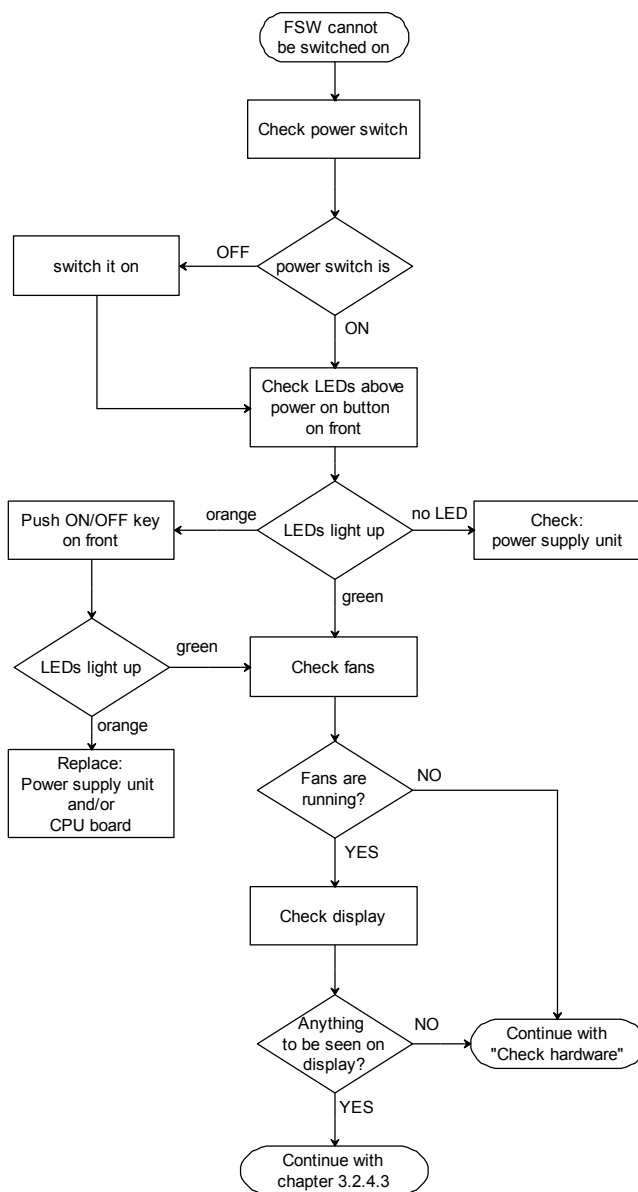 FSW cannot
be switched on
Check power switch
OFF
switch it on
power switch is
ON
Check LEDs above
power on button
on front
Push ON/OFF key
on front
orange
LEDs light up
no LED
Check:
power supply unit
green
LEDs light up
green
Check fans
orange
Replace:
Power supply unit
and/or
CPU board
Fans are
running?
NO
YES
Check display
Anything
to be seen on
display?
NO
Continue with
"Check hardware"
YES
Continue with
chapter 3.2.4.3